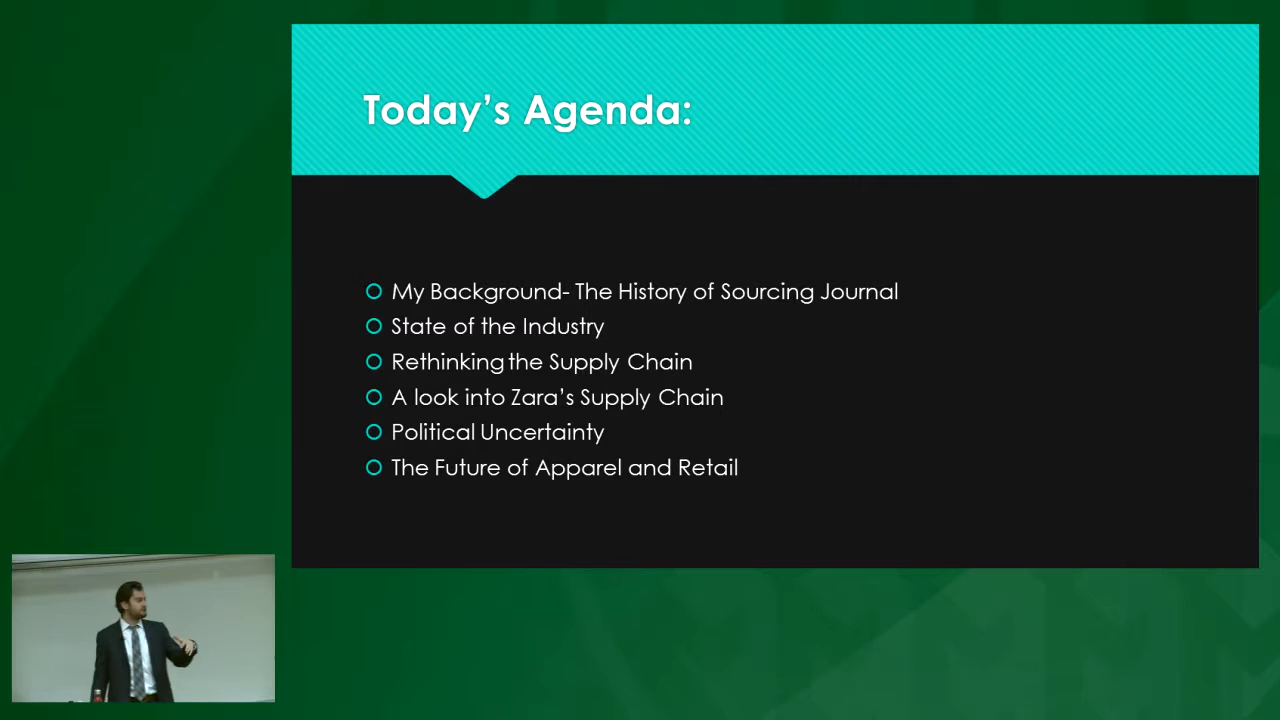 Today's Agenda:
My Background- The History of Sourcing Journal
State of the Industry
Rethinking the Supply Chain
A look into Zara's Supply Chain
Political Uncertainty
The Future of Apparel and Retail